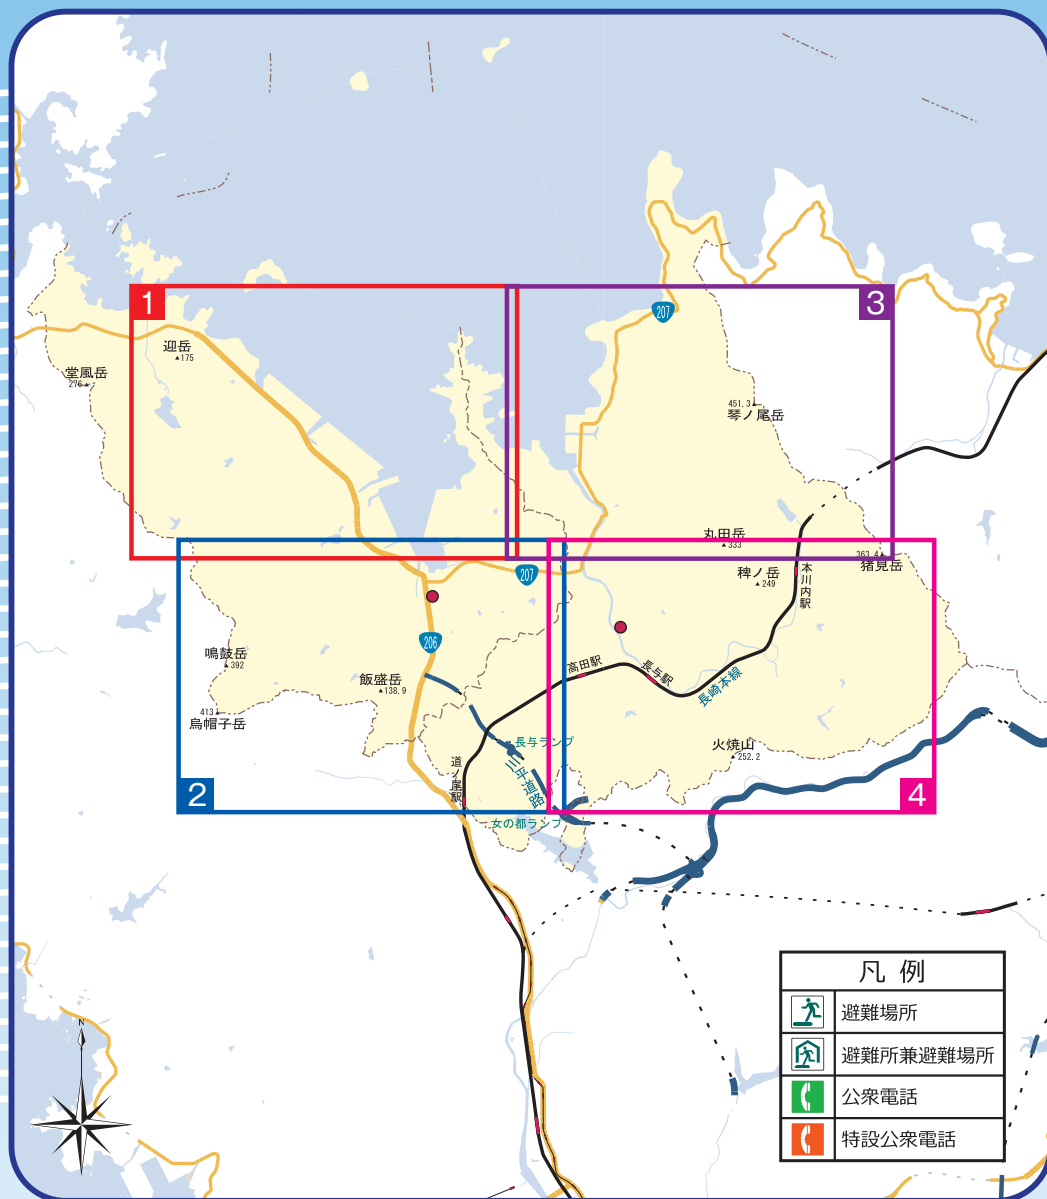 1
3
207
迎岳
175
堂風岳
276
451.3
琴ノ尾岳
丸田岳
333
363.4
猪見岳
稗ノ岳
249
本川内駅
207
206
鳴鼓岳
392
高田駅
長与駅
長崎本線
飯盛岳
138.9
413
烏帽子岳
長与ランプ
火焼山
252.2
道ノ尾駅
川平道路
2
4
女の都ランプ
凡例
避難場所
避難所兼避難場所
公衆電話
特設公衆電話
N